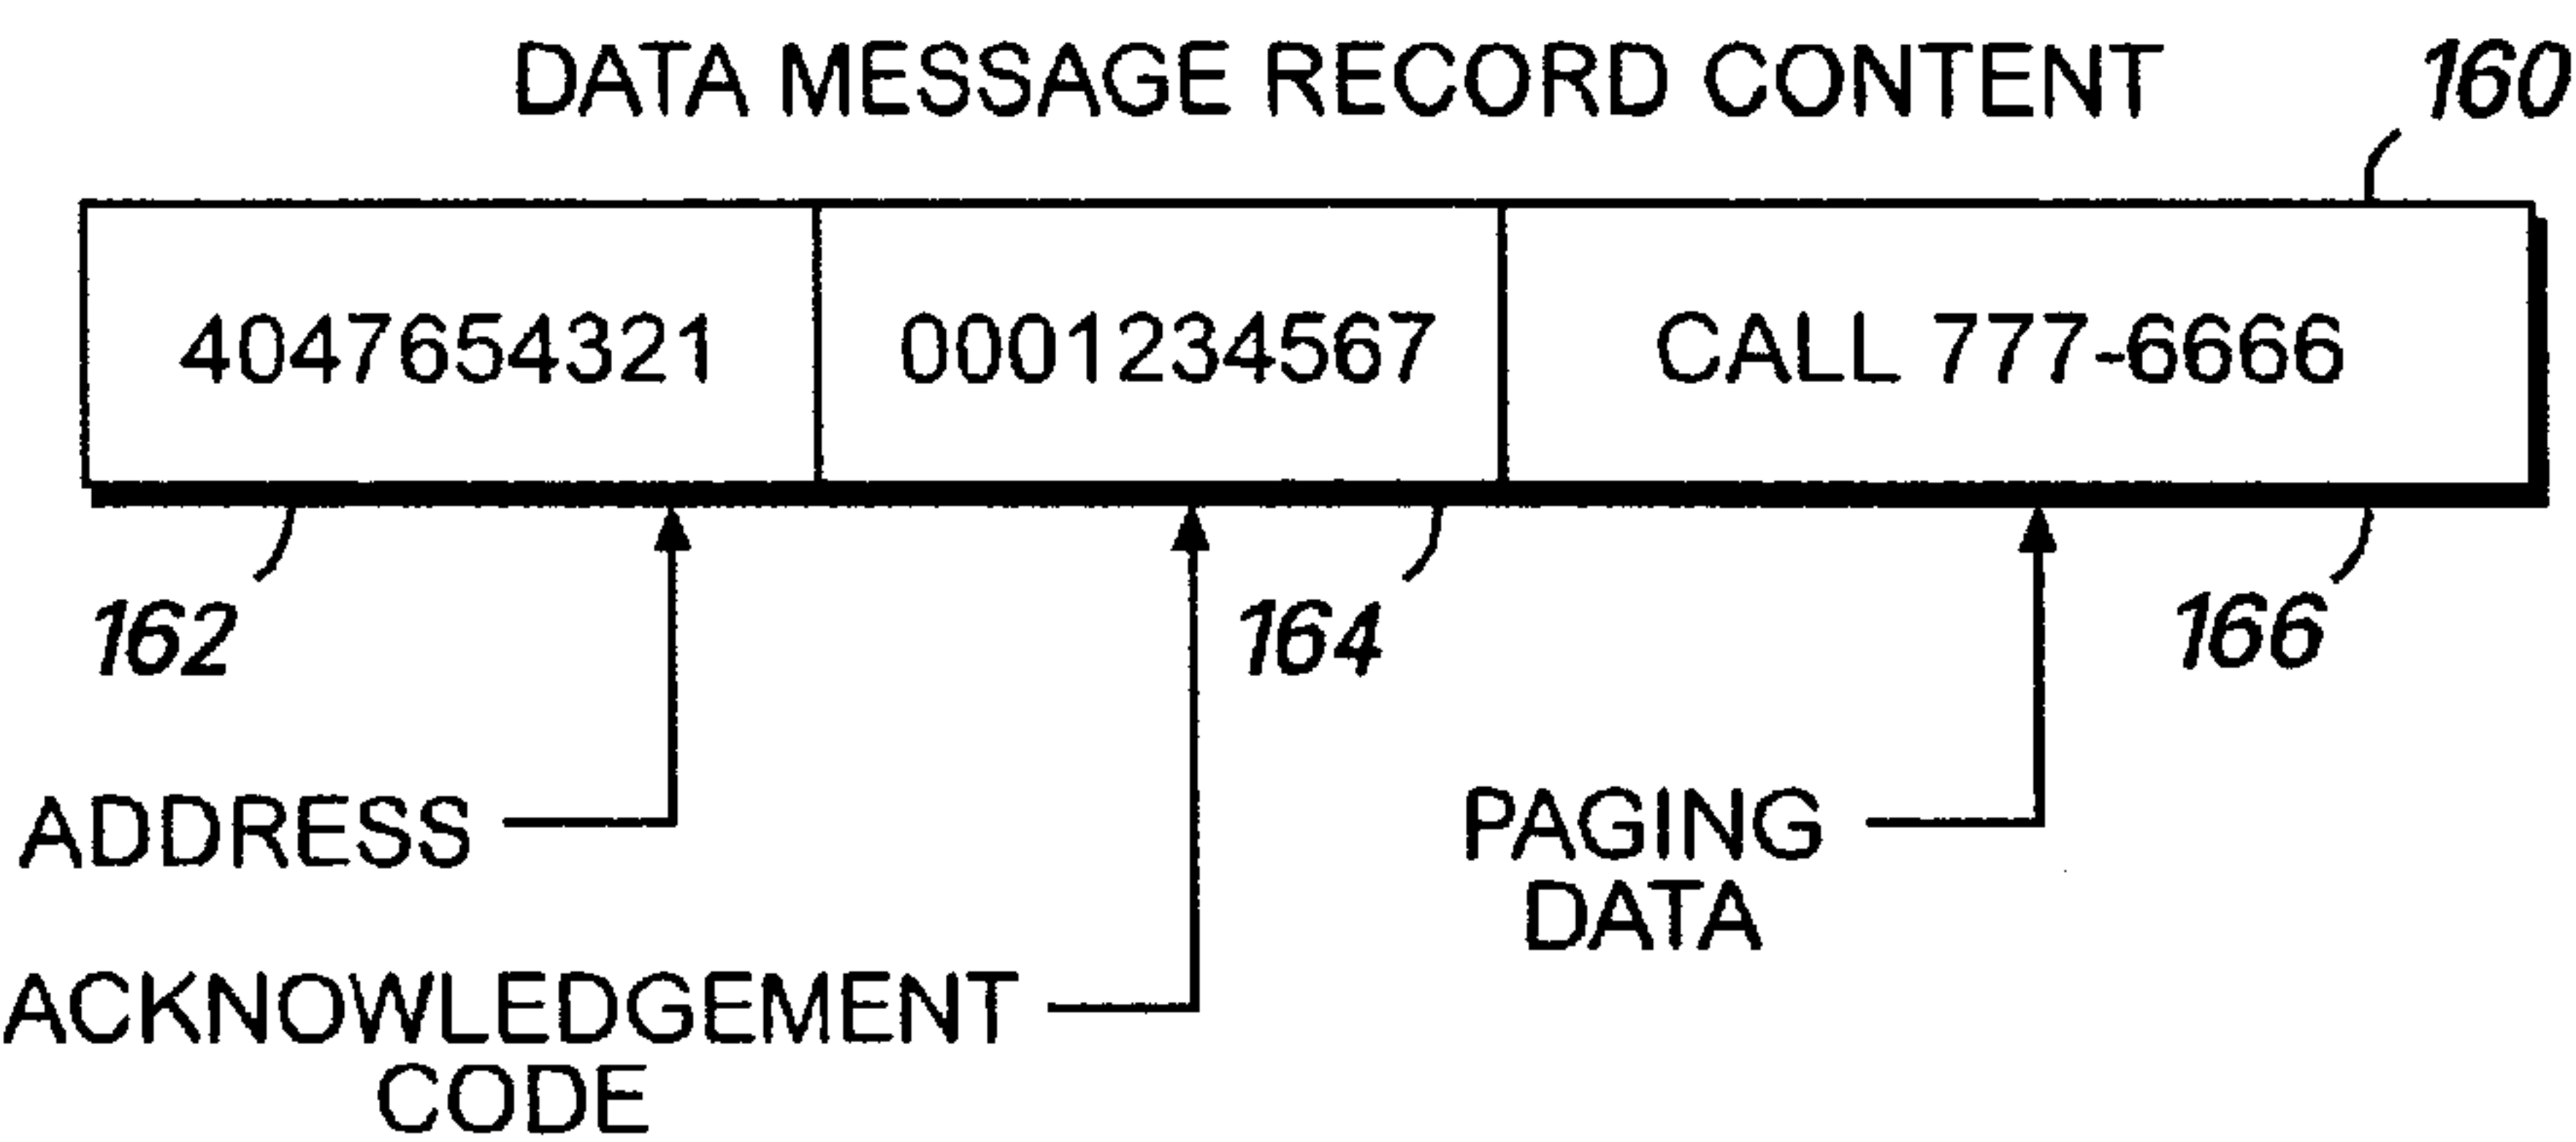 DATA MESSAGE RECORD CONTENT
160
4047654321 0001234567 CALL 777-6666
162 164 166
ADDRESS
PAGING
DATA
ACKNOWLEDGEMENT
CODE